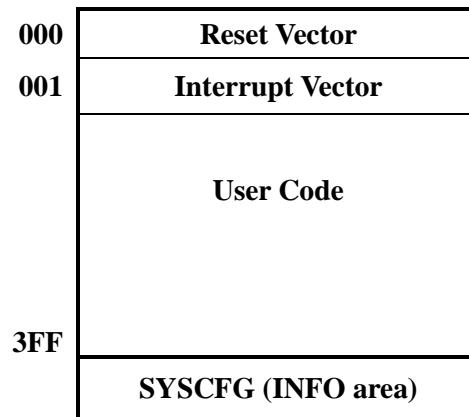 000 Reset Vector
001 Interrupt Vector
User Code
3FF
SYSCFG (INFO area)